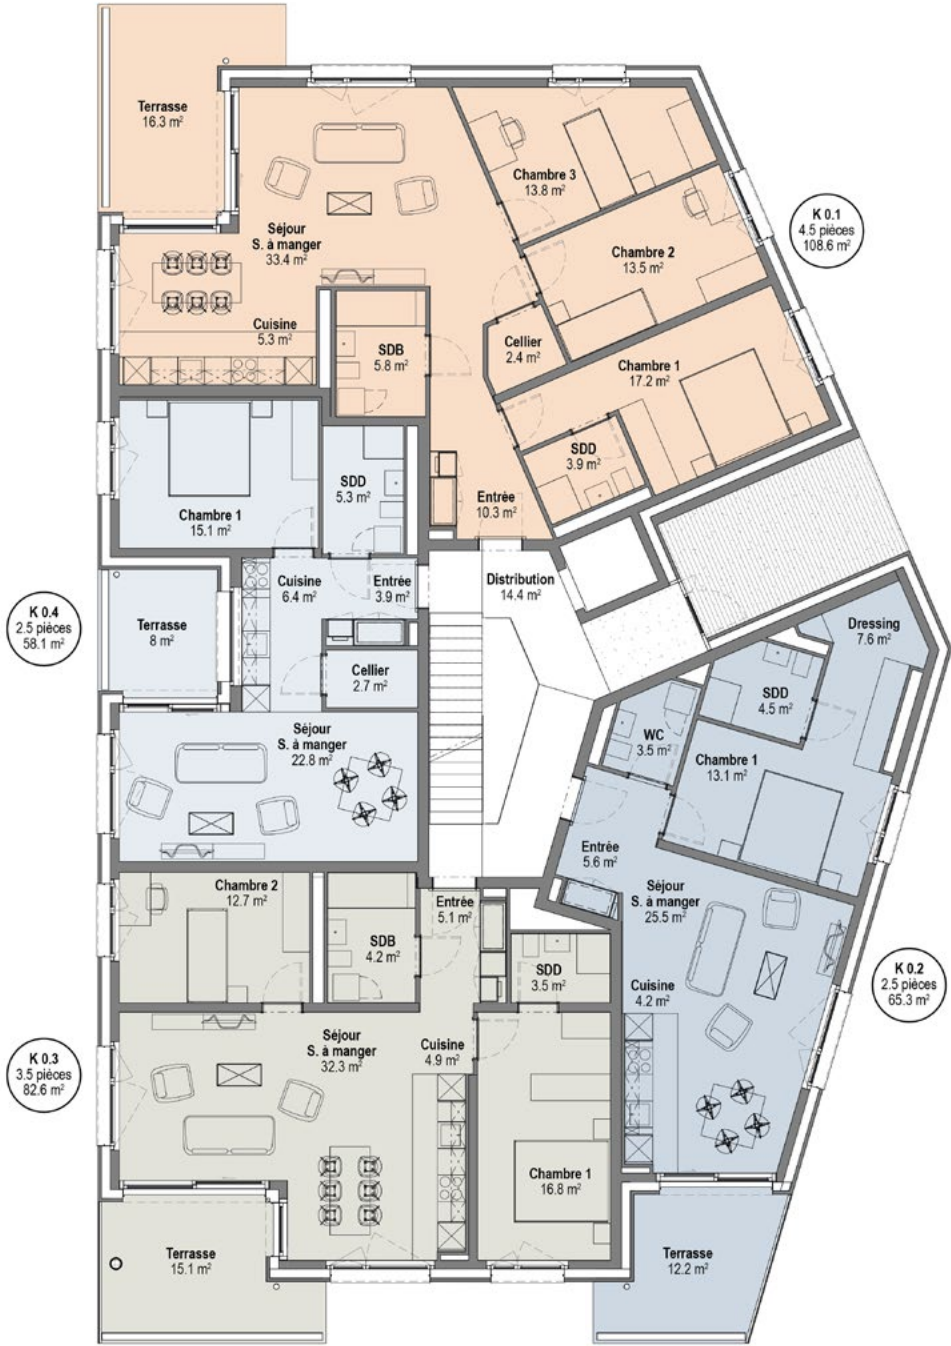 Terrasse
16.3 m²
Séjour
S. à manger
33.4 m²
Cuisine
5.3 m²
SDB
5.8 m²
Chambre 3
13.8 m²
Chambre 2
13.5 m²
Cellier
2.4 m²
Chambre 1
17.2 m²
SDD
3.9 m²
Entrée
10.3 m²
K 0.1
4.5 pièces
108.6 m²
Chambre 1
15.1 m²
SDD
5.3 m²
Cuisine
6.4 m²
Entrée
3.9 m²
Distribution
14.4 m²
K 0.4
2.5 pièces
58.1 m²
Terrasse
8 m²
Cellier
2.7 m²
Séjour
S. à manger
22.8 m²
Dressing
7.6 m²
SDD
4.5 m²
WC
3.5 m²
Chambre 1
13.1 m²
Entrée
5.6 m²
Séjour
S. à manger
25.5 m²
Cuisine
4.2 m²
K 0.2
2.5 pièces
65.3 m²
Terrasse
12.2 m²
Chambre 2
12.7 m²
SDB
4.2 m²
Entrée
5.1 m²
SDD
3.5 m²
K 0.3
3.5 pièces
82.6 m²
Séjour
S. à manger
32.3 m²
Cuisine
4.9 m²
Chambre 1
16.8 m²
Terrasse
15.1 m²